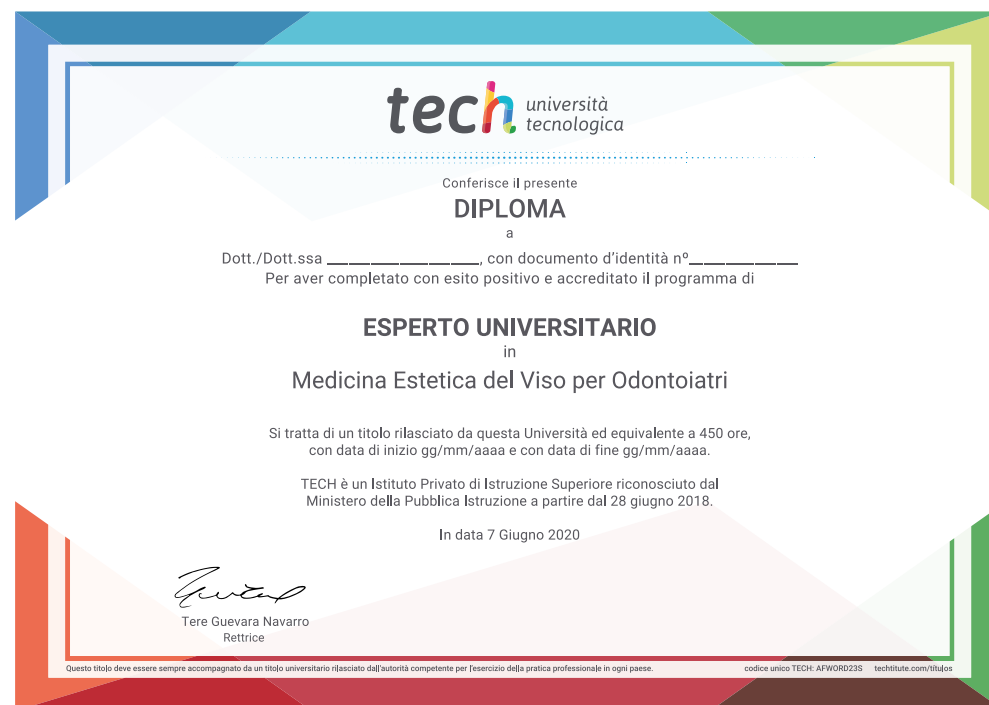 tech università
tecnologica
Conferisce il presente
DIPLOMA
a
Dott./Dott.ssa __________________, con documento d'identità nº_____________
Per aver completato con esito positivo e accreditato il programma di
ESPERTO UNIVERSITARIO
in
Medicina Estetica del Viso per Odontoiatri
Si tratta di un titolo rilasciato da questa Università ed equivalente a 450 ore,
con data di inizio gg/mm/aaaa e con data di fine gg/mm/aaaa.
TECH è un Istituto Privato di Istruzione Superiore riconosciuto dal
Ministero della Pubblica Istruzione a partire dal 28 giugno 2018.
In data 7 Giugno 2020
Tere Guevara Navarro
Rettrice
Questo titolo deve essere sempre accompagnato da un titolo universitario rilasciato dall'autorità competente per l'esercizio della pratica professionale in ogni paese. codice unico TECH: AFWORD23S techtitute.com/títulos